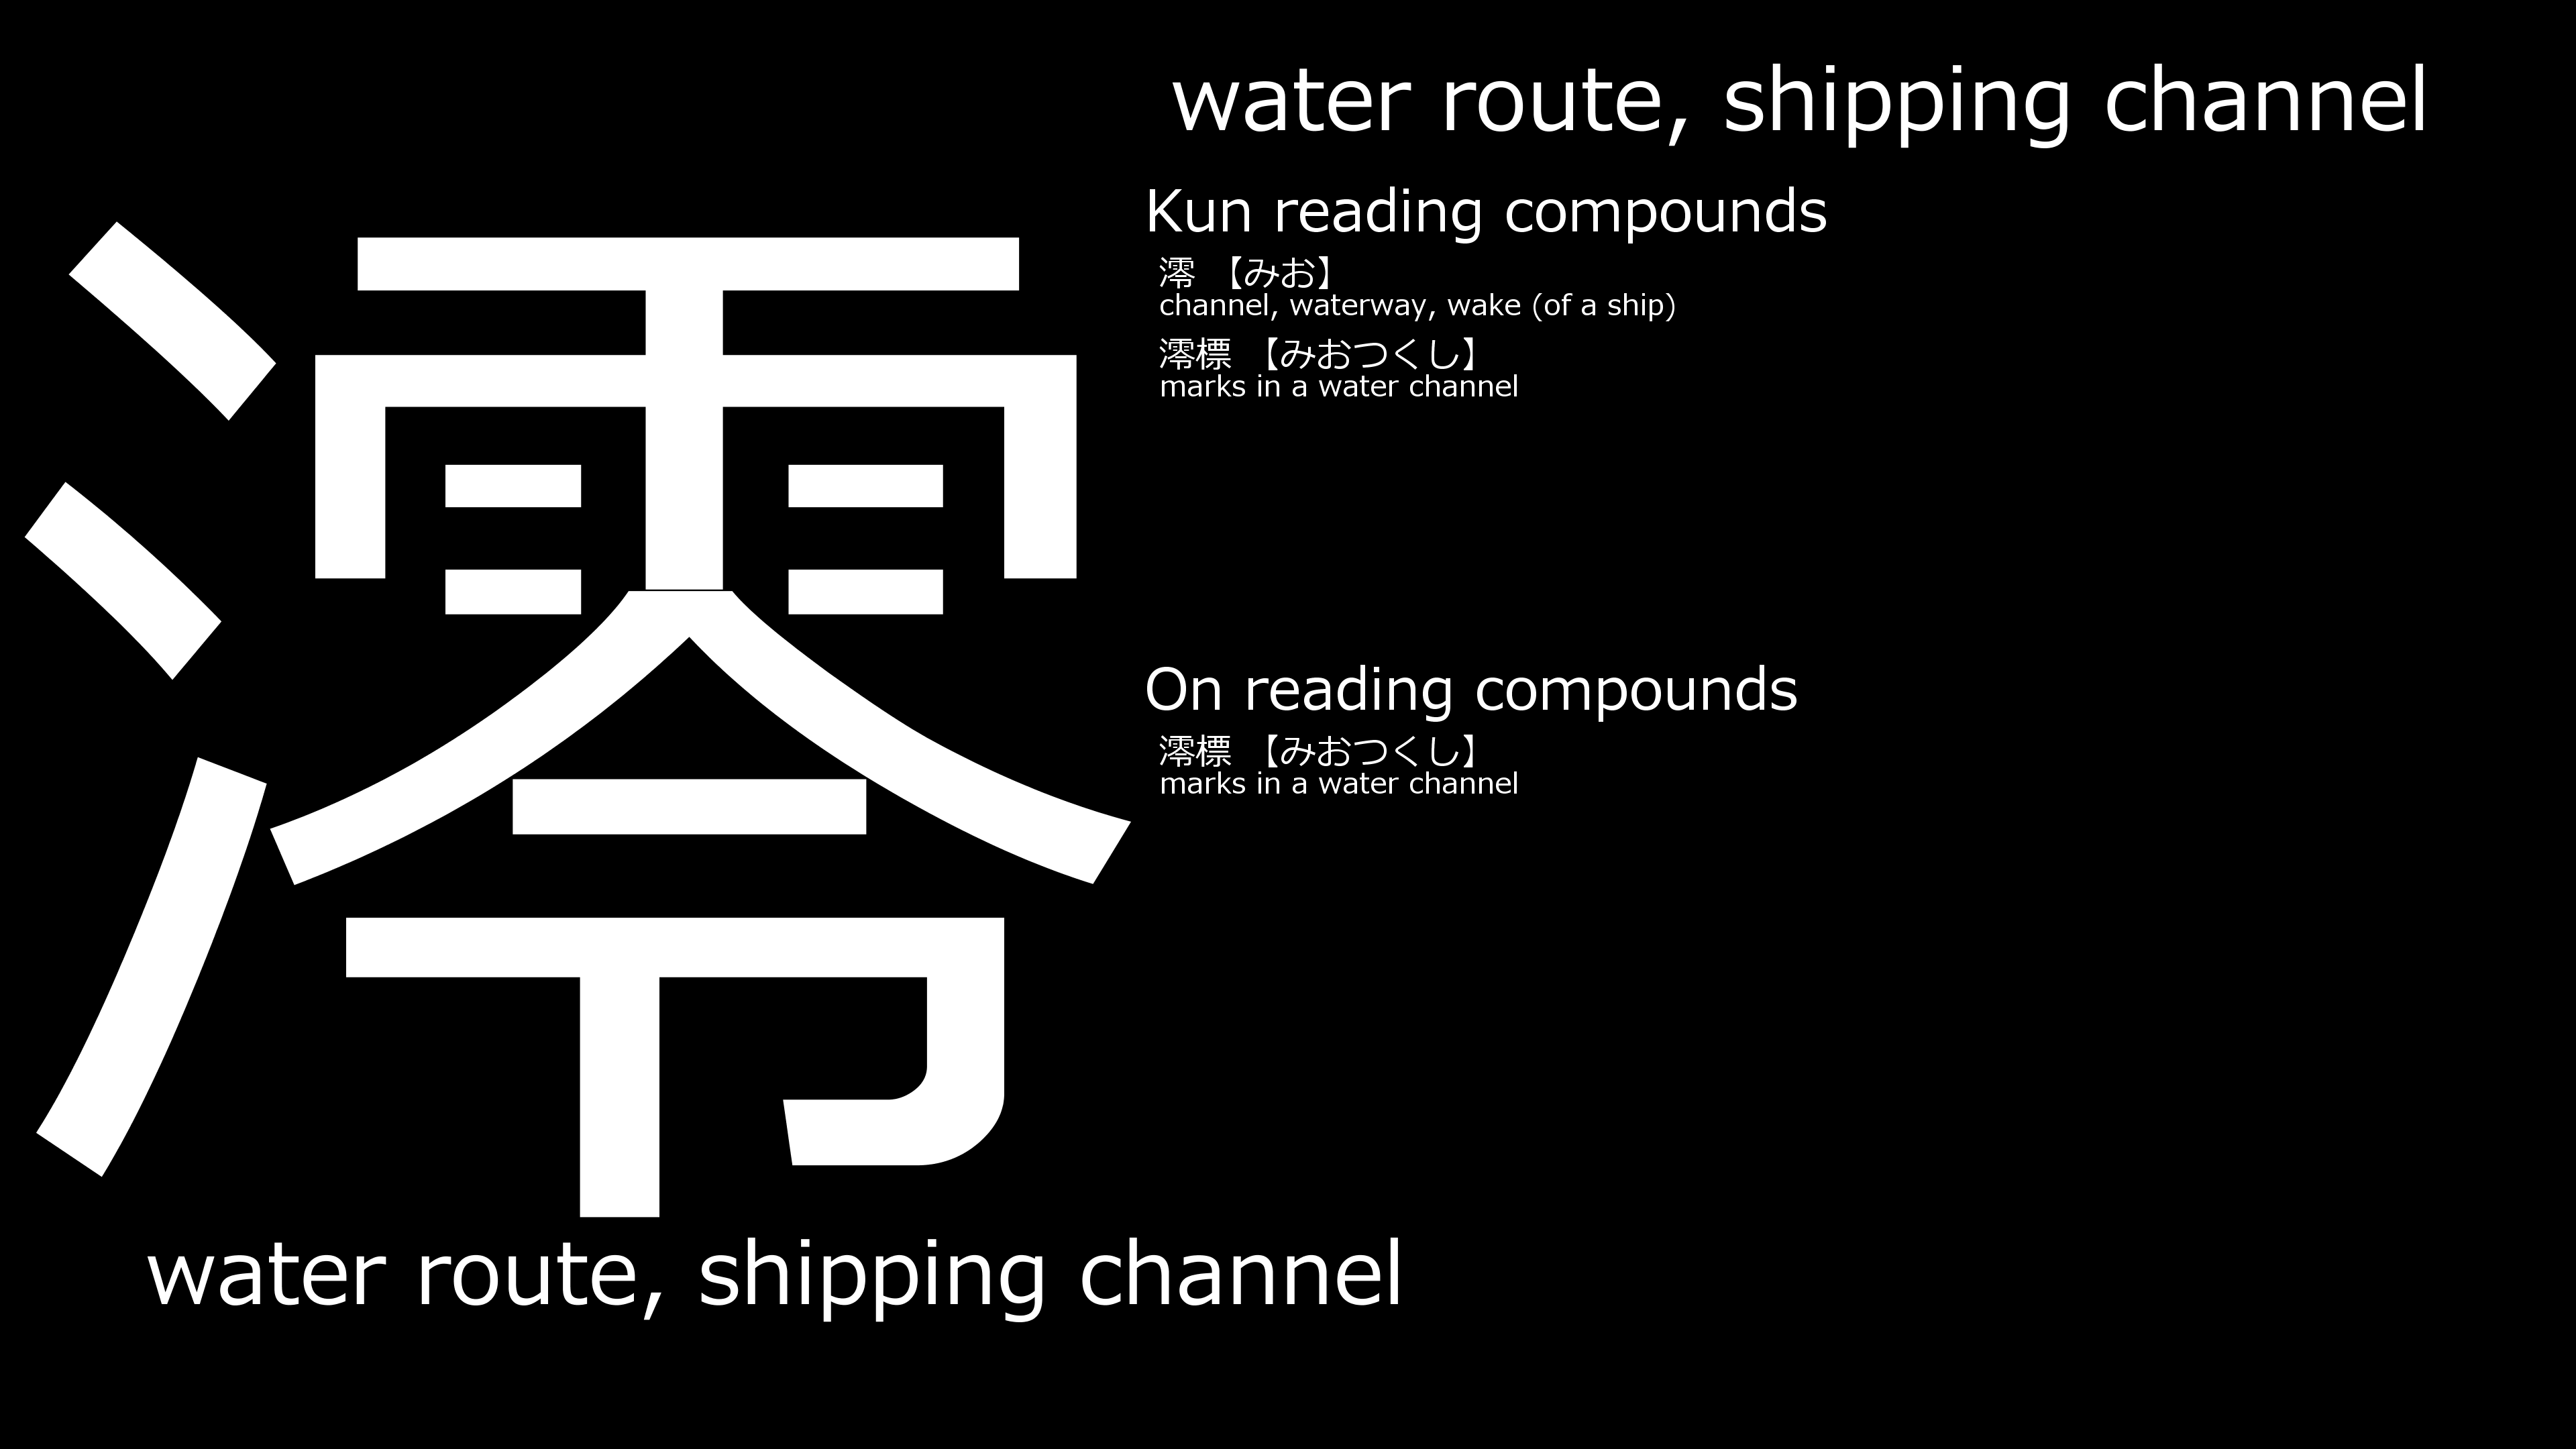 澪
water route, shipping channel
water route, shipping channel
Kun reading compounds
澪 【みお】
channel, waterway, wake (of a ship)
澪標 【みおつくし】
marks in a water channel
On reading compounds
澪標 【みおつくし】
marks in a water channel